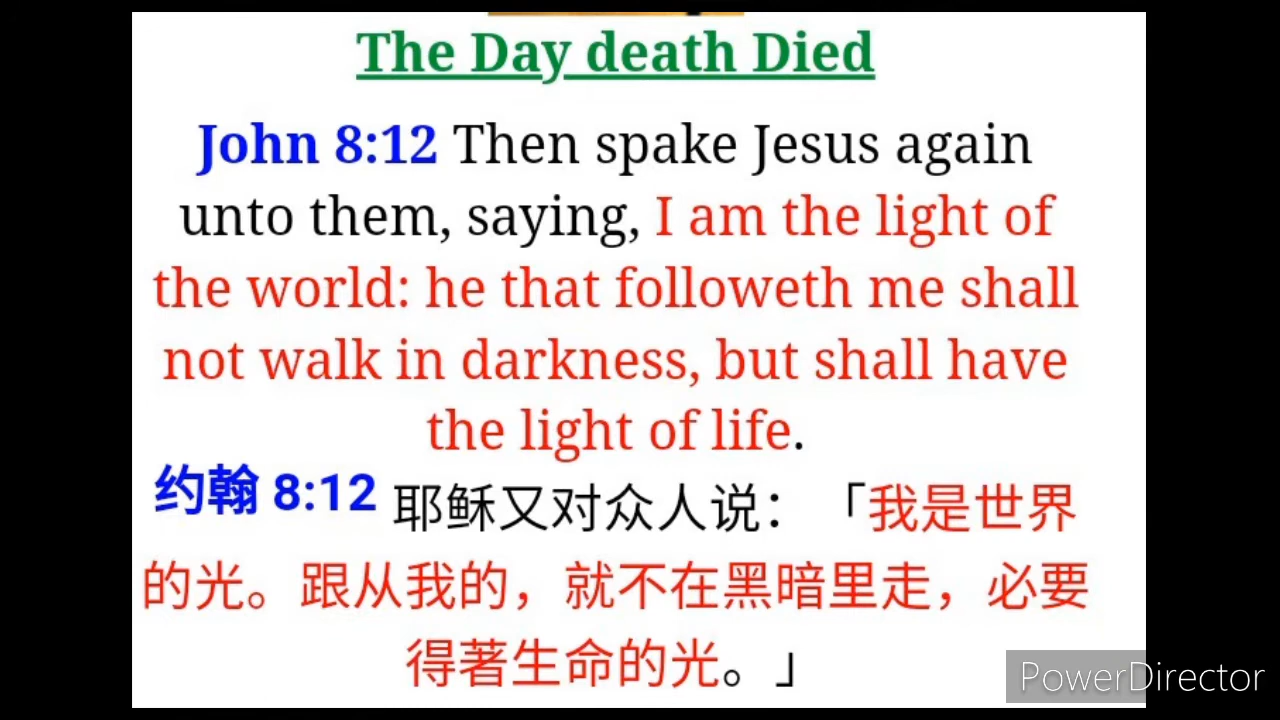 The Day death Died
John 8:12 Then spake Jesus again
unto them, saying, I am the light of
the world: he that followeth me shall
not walk in darkness, but shall have
the light of life.
约翰 8:12 耶稣又对众人说：「我是世界
的光。跟从我的，就不在黑暗里走，必要
得著生命的光。」
PowerDirector